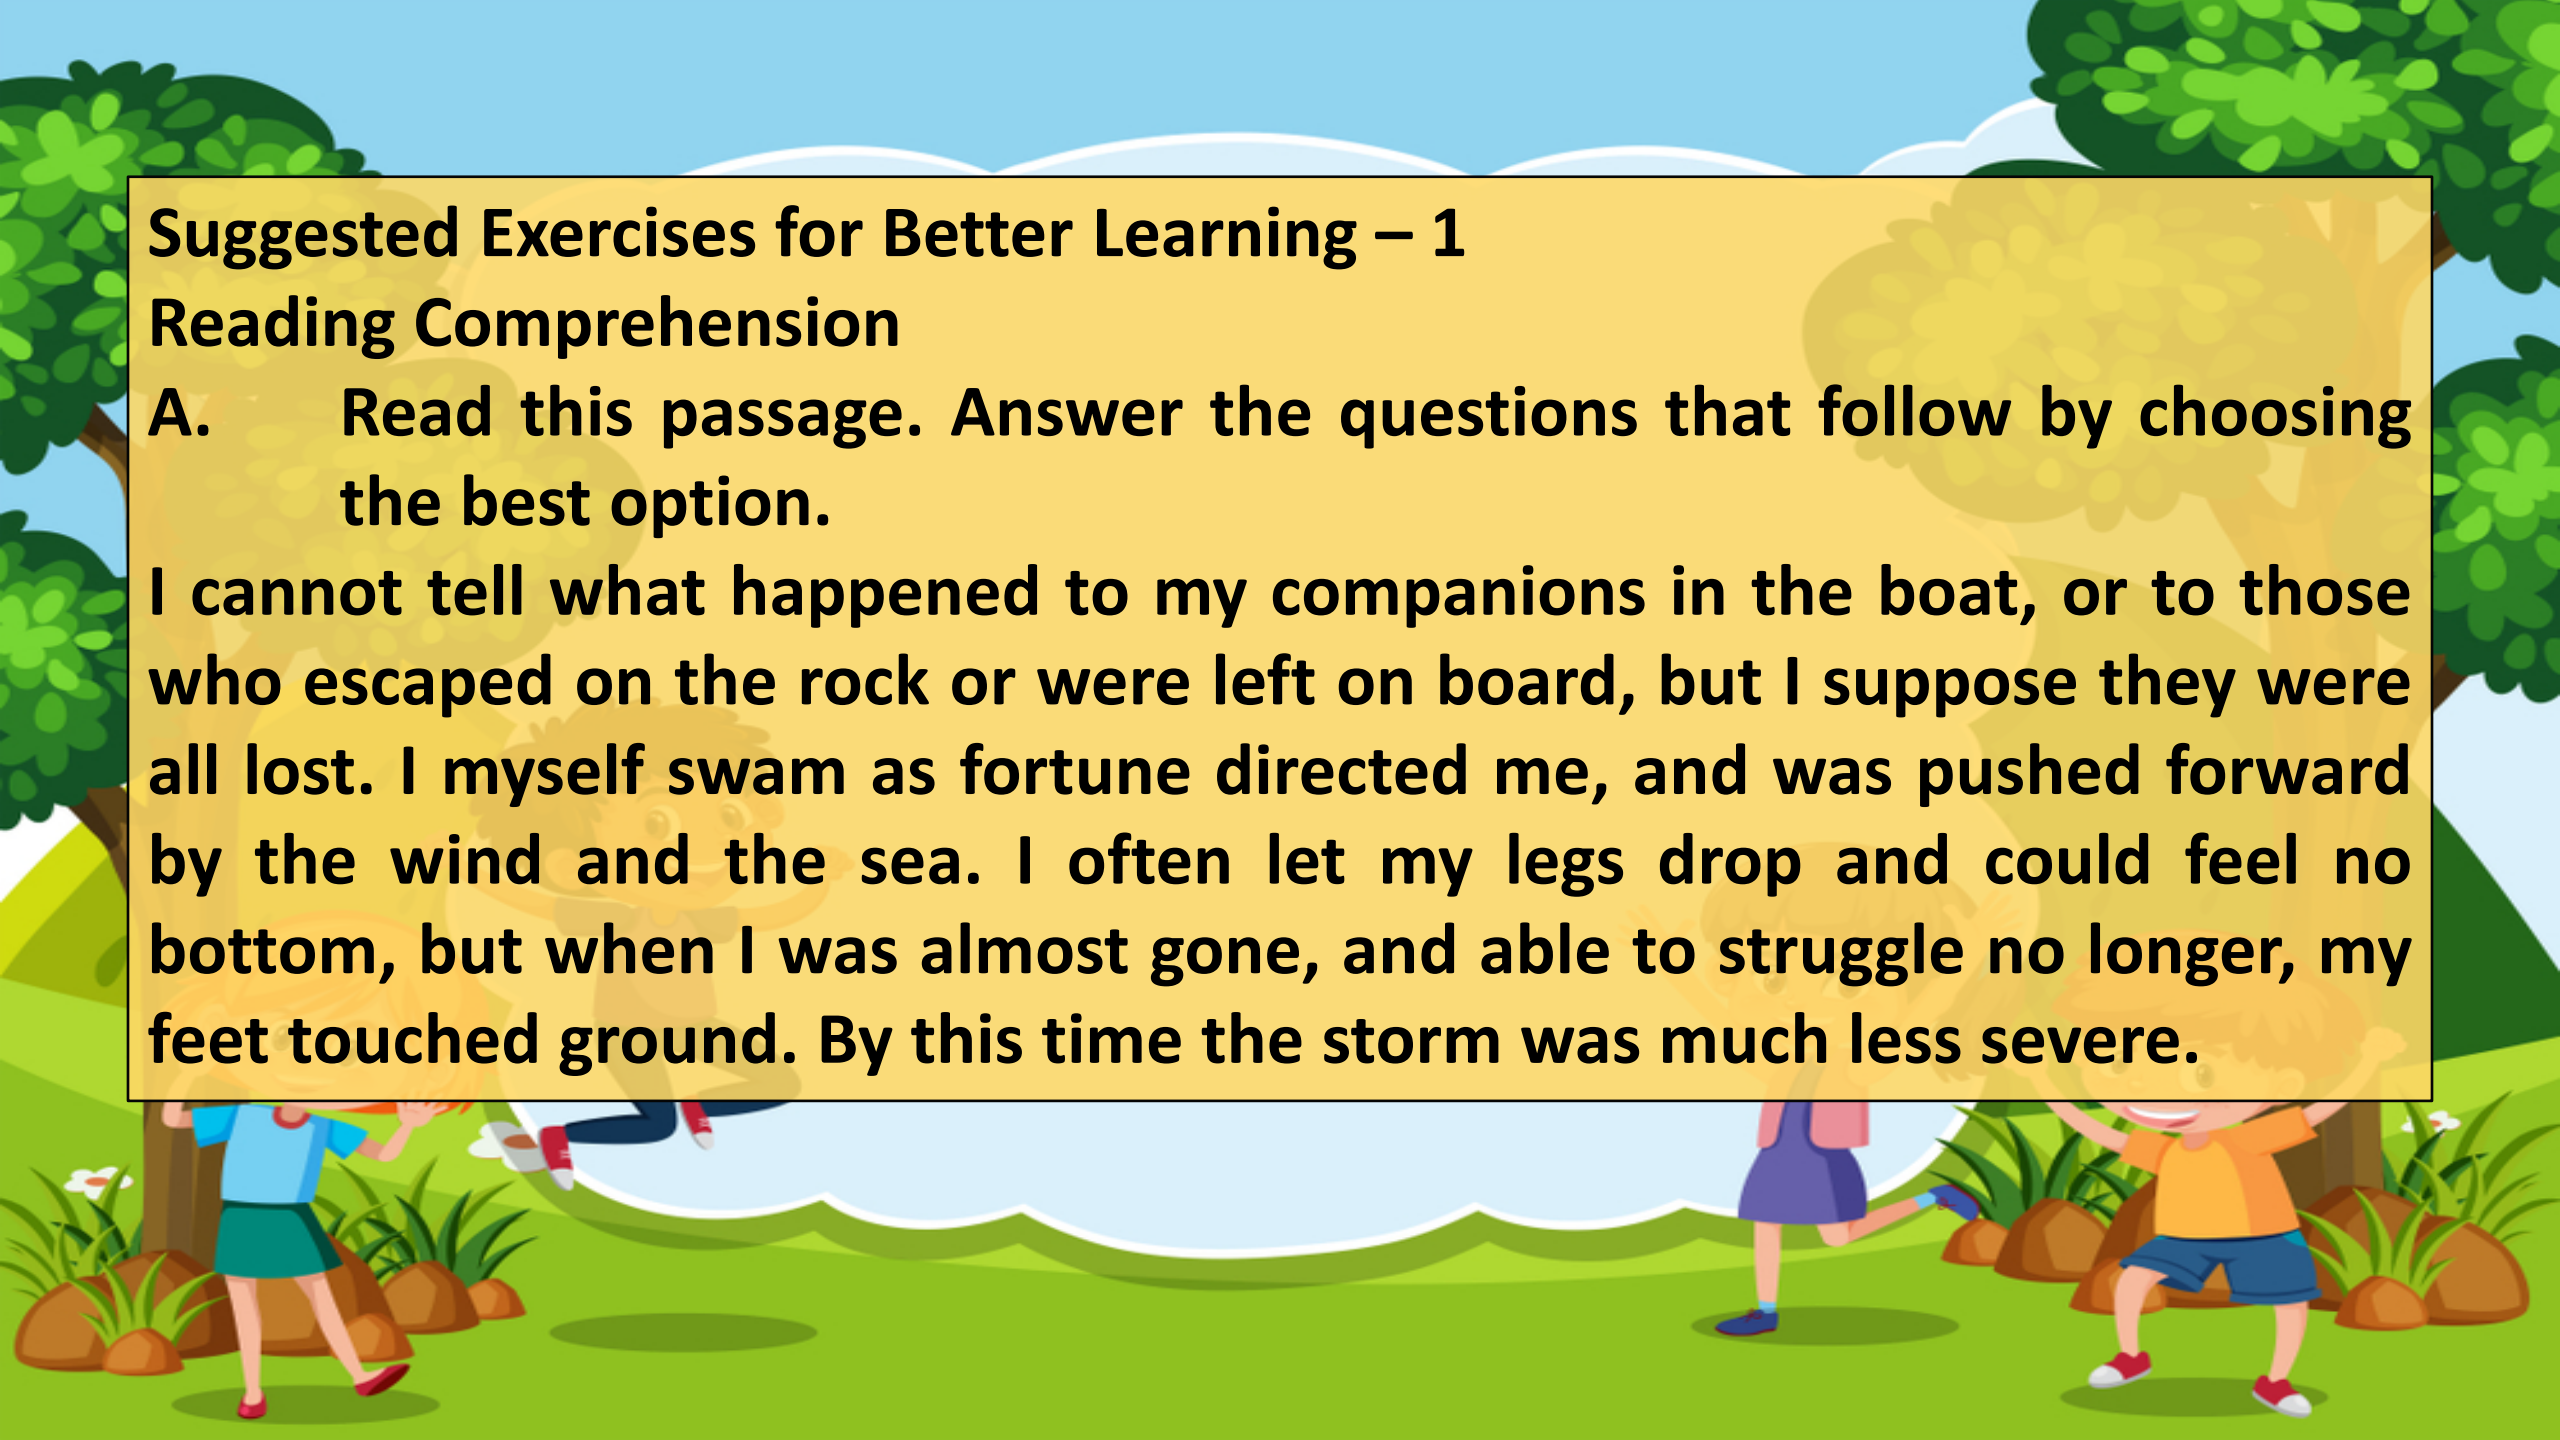 Suggested Exercises for Better Learning – 1
Reading Comprehension
A. Read this passage. Answer the questions that follow by choosing
the best option.
I cannot tell what happened to my companions in the boat, or to those
who escaped on the rock or were left on board, but I suppose they were
all lost. I myself swam as fortune directed me, and was pushed forward
by the wind and the sea. I often let my legs drop and could feel no
bottom, but when I was almost gone, and able to struggle no longer, my
feet touched ground. By this time the storm was much less severe.